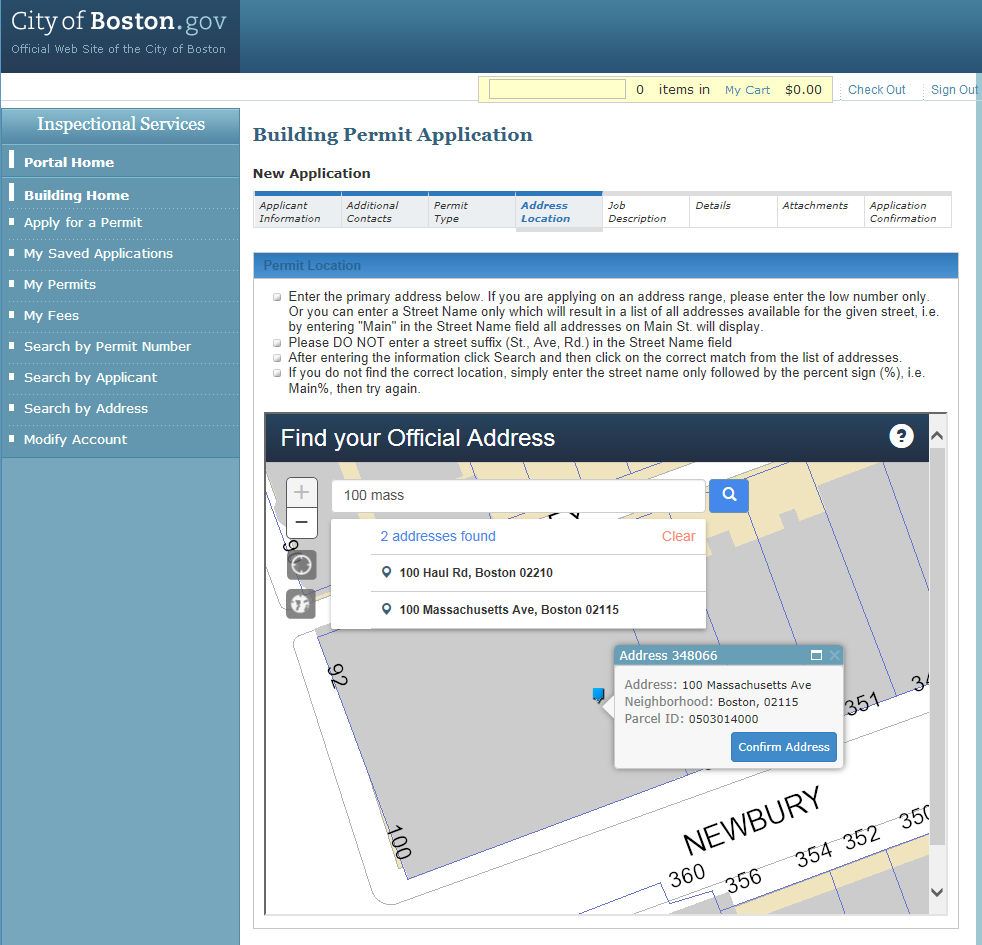 City of Boston.gov
Official Web Site of the City of Boston
0 items in My Cart $0.00 Check Out Sign Out
Inspectional Services
Portal Home
Building Home
Apply for a Permit
My Saved Applications
My Permits
My Fees
Search by Permit Number
Search by Applicant
Search by Address
Modify Account
Building Permit Application
New Application
Applicant
Information
Additional
Contacts
Permit
Type
Address
Location
Job
Description
Details
Attachments
Application
Confirmation
Permit Location
Enter the primary address below. If you are applying on an address range, please enter the low number only.
Or you can enter a Street Name only which will result in a list of all addresses available for the given street, i.e.
by entering "Main" in the Street Name field all addresses on Main St. will display.
Please DO NOT enter a street suffix (St., Ave, Rd.) in the Street Name field
After entering the information click Search and then click on the correct match from the list of addresses.
If you do not find the correct location, simply enter the street name only followed by the percent sign (%), i.e.
Main%, then try again.
Find your Official Address
?
+
100 mass
−
2 addresses found Clear
100 Haul Rd, Boston 02210
100 Massachusetts Ave, Boston 02115
Address 348066
Address: 100 Massachusetts Ave
Neighborhood: Boston, 02115
Parcel ID: 0503014000
Confirm Address
92
351
100
NEWBURY
360
356
354
352
350